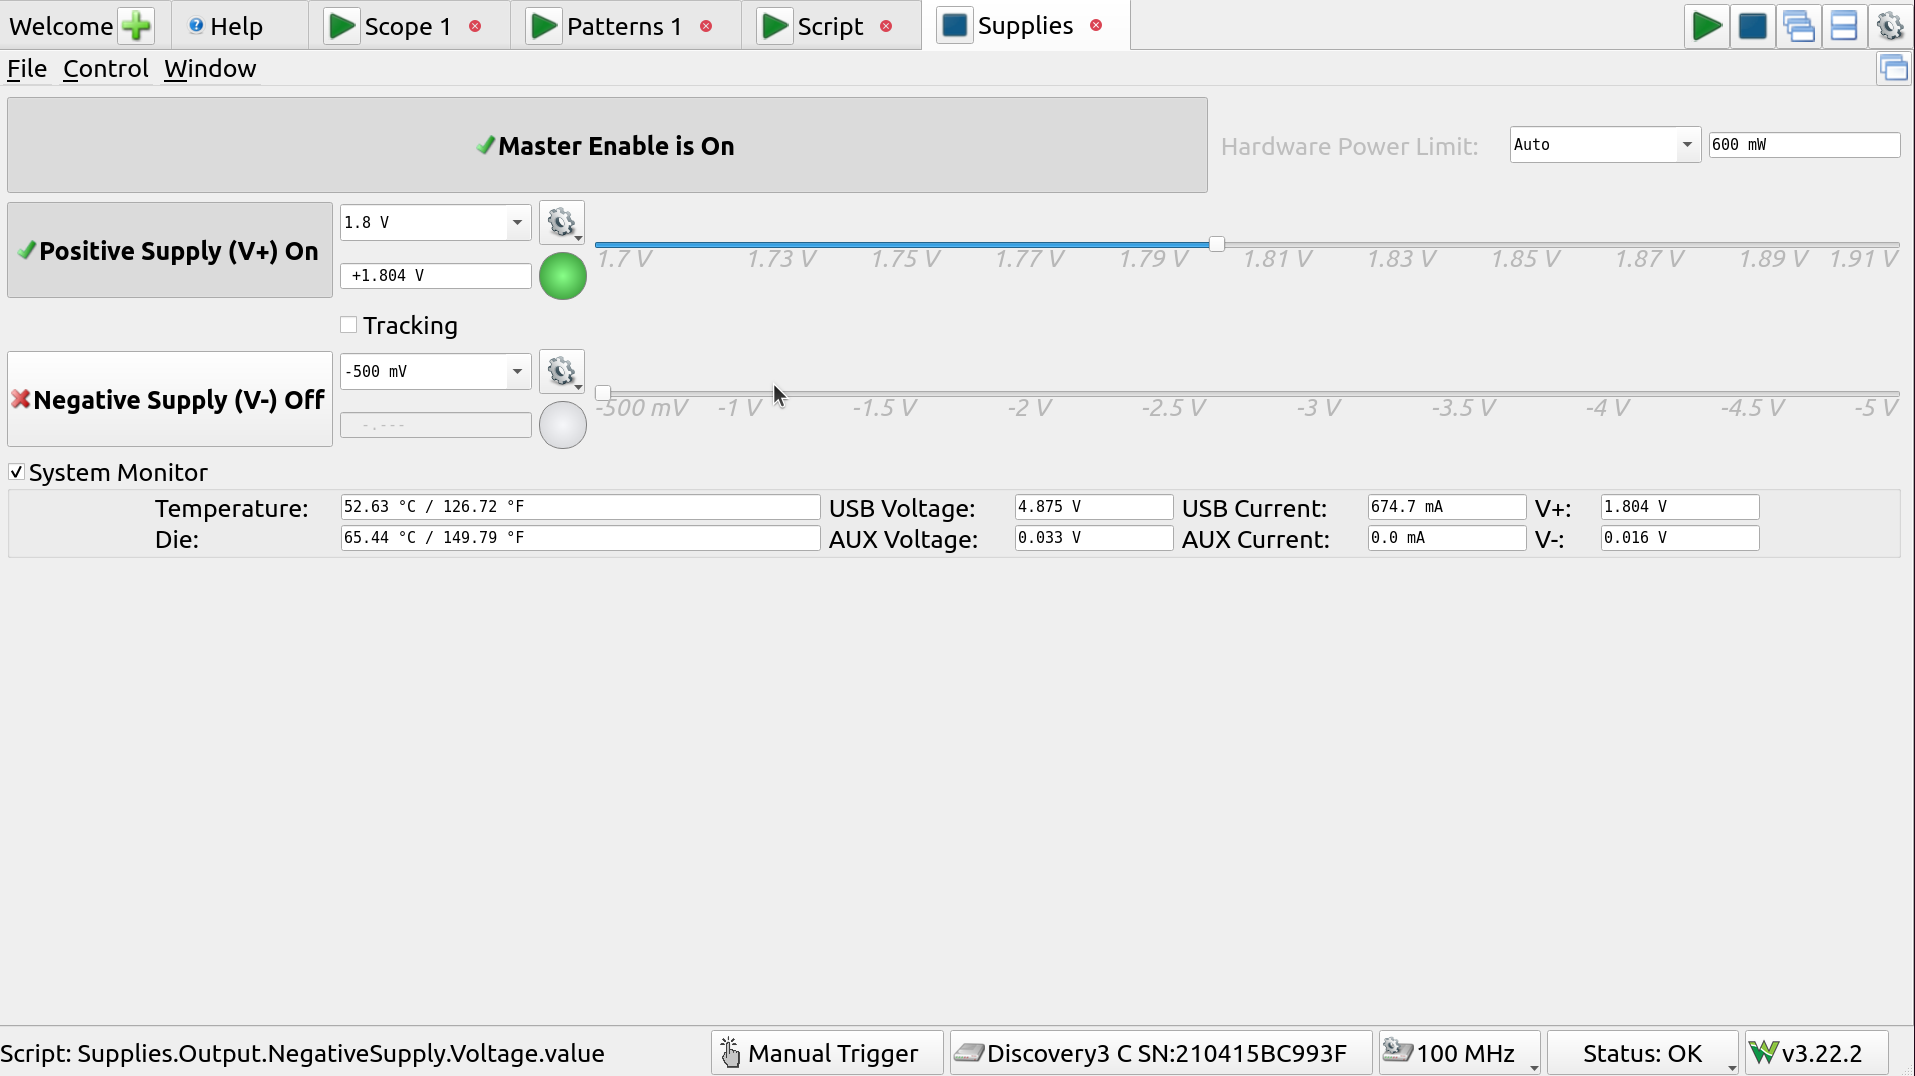 Welcome Help Scope 1 Patterns 1 Script Supplies
File Control Window
Master Enable is On Hardware Power Limit: Auto 600 mW
Positive Supply (V+) On 1.8 V
+1.804 V
1.7 V 1.73 V 1.75 V 1.77 V 1.79 V 1.81 V 1.83 V 1.85 V 1.87 V 1.89 V 1.91 V
Tracking
Negative Supply (V-) Off -500 mV
-.---
-500 mV -1 V -1.5 V -2 V -2.5 V -3 V -3.5 V -4 V -4.5 V -5 V
System Monitor
Temperature: 52.63 °C / 126.72 °F USB Voltage: 4.875 V USB Current: 674.7 mA V+: 1.804 V
Die: 65.44 °C / 149.79 °F AUX Voltage: 0.033 V AUX Current: 0.0 mA V-: 0.016 V
Script: Supplies.Output.NegativeSupply.Voltage.value Manual Trigger Discovery3 C SN:210415BC993F 100 MHz Status: OK v3.22.2